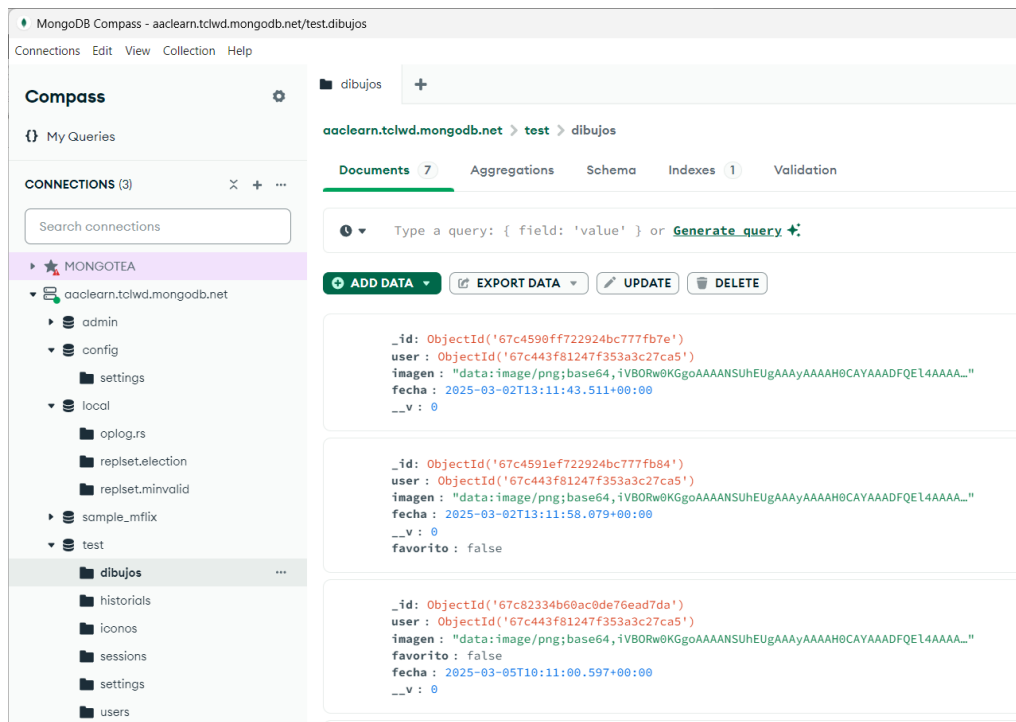 MongoDB Compass - aaclearn.tclwd.mongodb.net/test.dibujos
Connections Edit View Collection Help
Compass
{} My Queries
CONNECTIONS (3)
Search connections
MONGOTEA
aaclearn.tclwd.mongodb.net
admin
config
settings
local
oplog.rs
replset.election
replset.minvalid
sample_mflix
test
dibujos
historials
iconos
sessions
settings
users
dibujos
aaclearn.tclwd.mongodb.net > test > dibujos
Documents 7 Aggregations Schema Indexes 1 Validation
Type a query: { field: 'value' } or Generate query
ADD DATA EXPORT DATA UPDATE DELETE
_id: ObjectId('67c4590ff722924bc777fb7e')
user : ObjectId('67c443f81247f353a3c27ca5')
imagen : "data:image/png;base64,iVBORw0KGgoAAAANSUhEUgAAAyAAAAH0CAYAAADFQEl4AAAA…"
fecha : 2025-03-02T13:11:43.511+00:00
__v : 0
_id: ObjectId('67c4591ef722924bc777fb84')
user : ObjectId('67c443f81247f353a3c27ca5')
imagen : "data:image/png;base64,iVBORw0KGgoAAAANSUhEUgAAAyAAAAH0CAYAAADFQEl4AAAA…"
fecha : 2025-03-02T13:11:58.079+00:00
__v : 0
favorito : false
_id: ObjectId('67c82334b60ac0de76ead7da')
user : ObjectId('67c443f81247f353a3c27ca5')
imagen : "data:image/png;base64,iVBORw0KGgoAAAANSUhEUgAAAyAAAAH0CAYAAADFQEl4AAAA…"
favorito : false
fecha : 2025-03-05T10:11:00.597+00:00
__v : 0